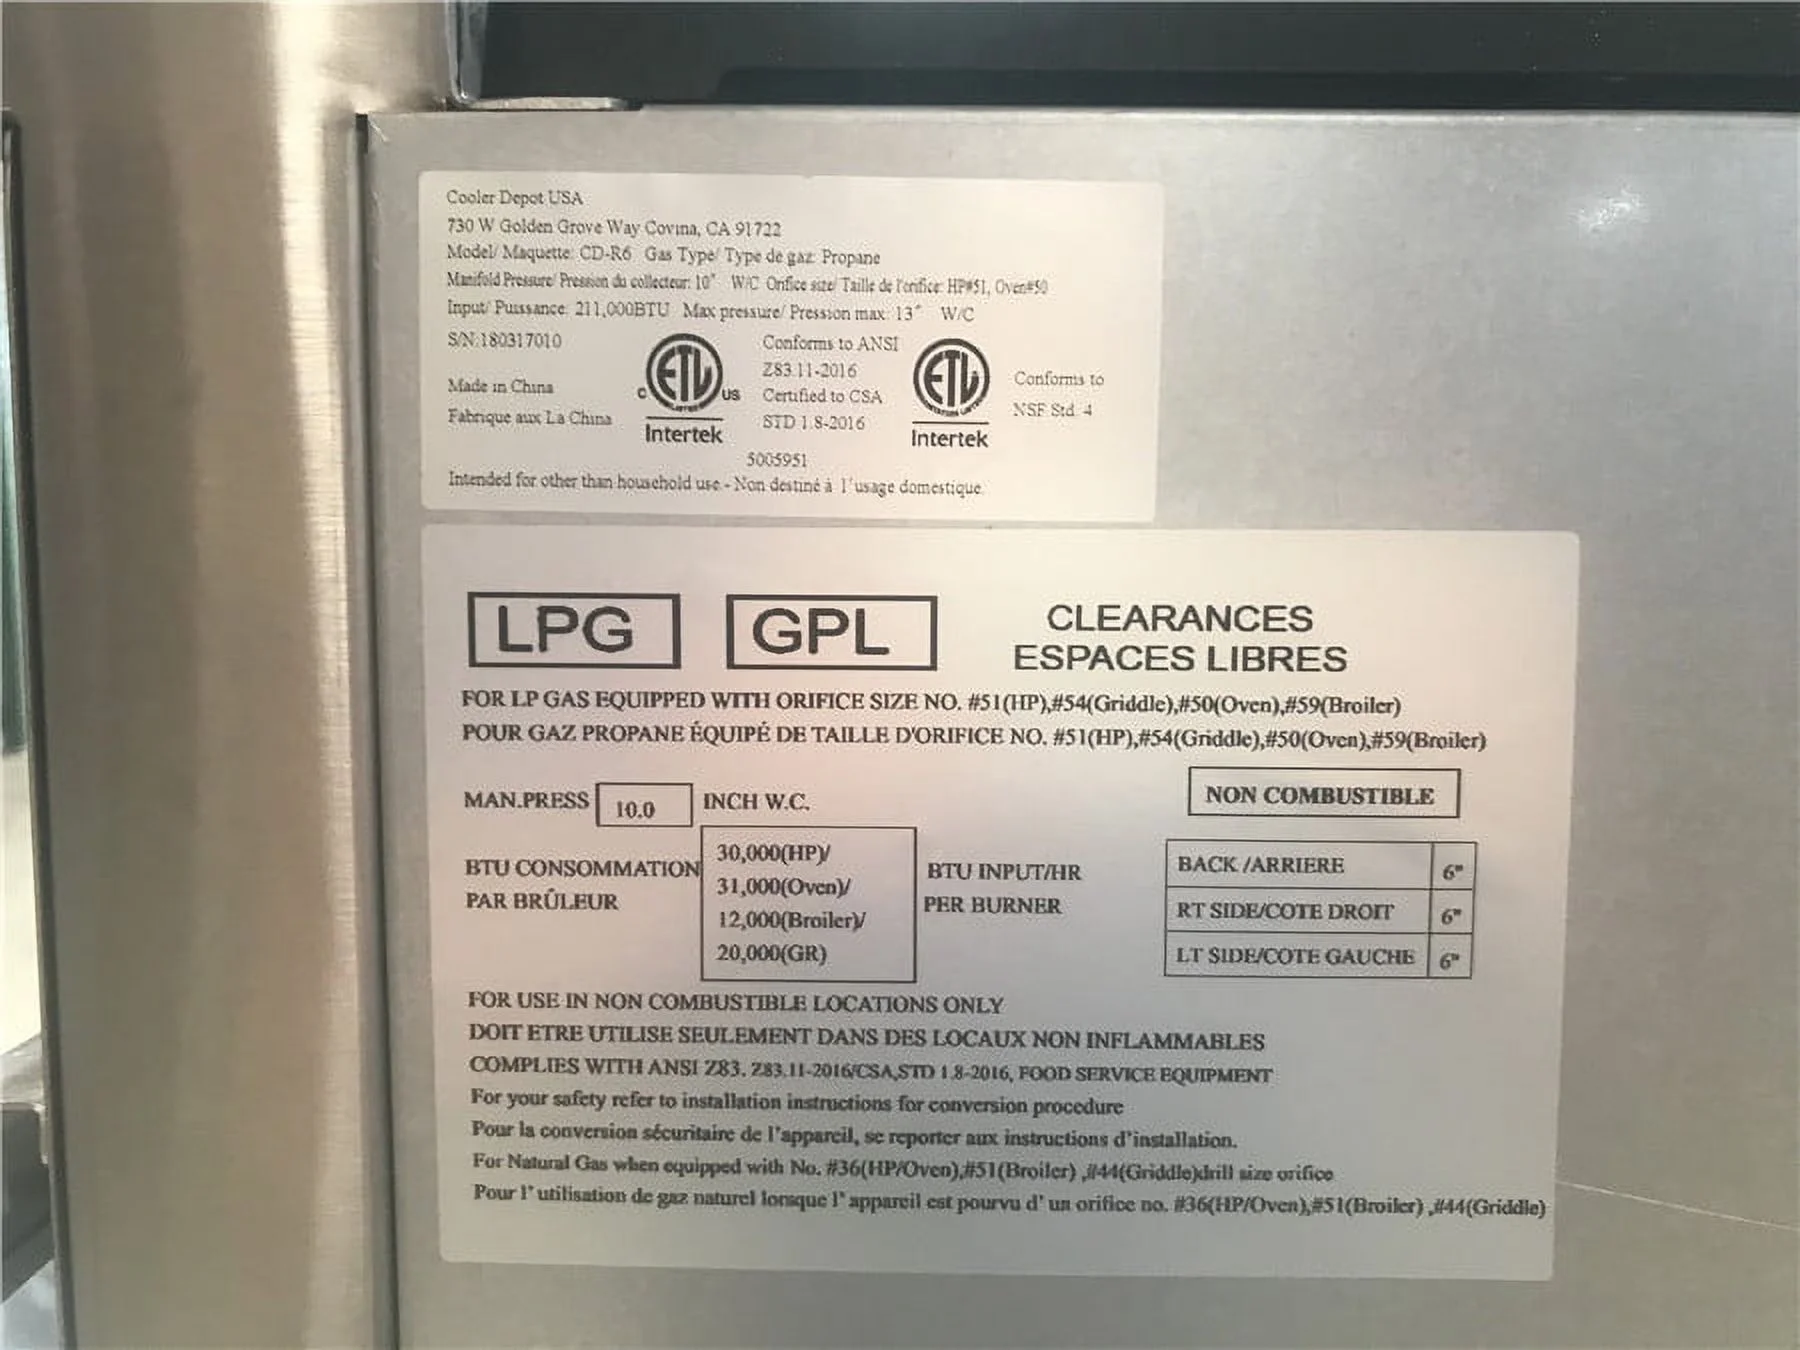 Cooler Depot USA
730 W Golden Grove Way Covina, CA 91722
Model/ Maquette: CD-R6 Gas Type/ Type de gaz: Propane
Manifold Pressure/ Pression du collecteur: 10" W/C Orifice size/ Taille de l'orifice: HP#51, Oven#50
Input/ Puissance: 211,000BTU Max pressure/ Pression max: 13" W/C
S/N:180317010
Made in China
Fabrique aux La China
C ETL US
Intertek
Conforms to ANSI
Z83.11-2016
Certified to CSA
STD 1.8-2016
5005951
ETL
Intertek
Conforms to
NSF Std. 4
Intended for other than household use - Non destiné à l'usage domestique
LPG GPL
CLEARANCES
ESPACES LIBRES
FOR LP GAS EQUIPPED WITH ORIFICE SIZE NO. #51(HP),#54(Griddle),#50(Oven),#59(Broiler)
POUR GAZ PROPANE ÉQUIPÉ DE TAILLE D'ORIFICE NO. #51(HP),#54(Griddle),#50(Oven),#59(Broiler)
MAN.PRESS 10.0 INCH W.C.
NON COMBUSTIBLE
BTU CONSOMMATION
PAR BRÛLEUR
30,000(HP)/
31,000(Oven)/
12,000(Broiler)/
20,000(GR)
BTU INPUT/HR
PER BURNER
BACK /ARRIERE 6"
RT SIDE/COTE DROIT 6"
LT SIDE/COTE GAUCHE 6"
FOR USE IN NON COMBUSTIBLE LOCATIONS ONLY
DOIT ETRE UTILISE SEULEMENT DANS DES LOCAUX NON INFLAMMABLES
COMPLIES WITH ANSI Z83. Z83.11-2016/CSA,STD 1.8-2016, FOOD SERVICE EQUIPMENT
For your safety refer to installation instructions for conversion procedure
Pour la conversion sécuritaire de l'appareil, se reporter aux instructions d'installation.
For Natural Gas when equipped with No. #36(HP/Oven),#51(Broiler) ,#44(Griddle)drill size orifice
Pour l' utilisation de gaz naturel lorsque l' appareil est pourvu d' un orifice no. #36(HP/Oven),#51(Broiler) ,#44(Griddle)